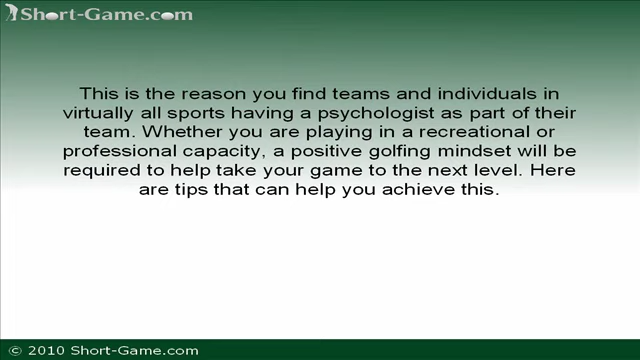 Short-Game.com
This is the reason you find teams and individuals in
virtually all sports having a psychologist as part of their
team. Whether you are playing in a recreational or
professional capacity, a positive golfing mindset will be
required to help take your game to the next level. Here
are tips that can help you achieve this.
© 2010 Short-Game.com